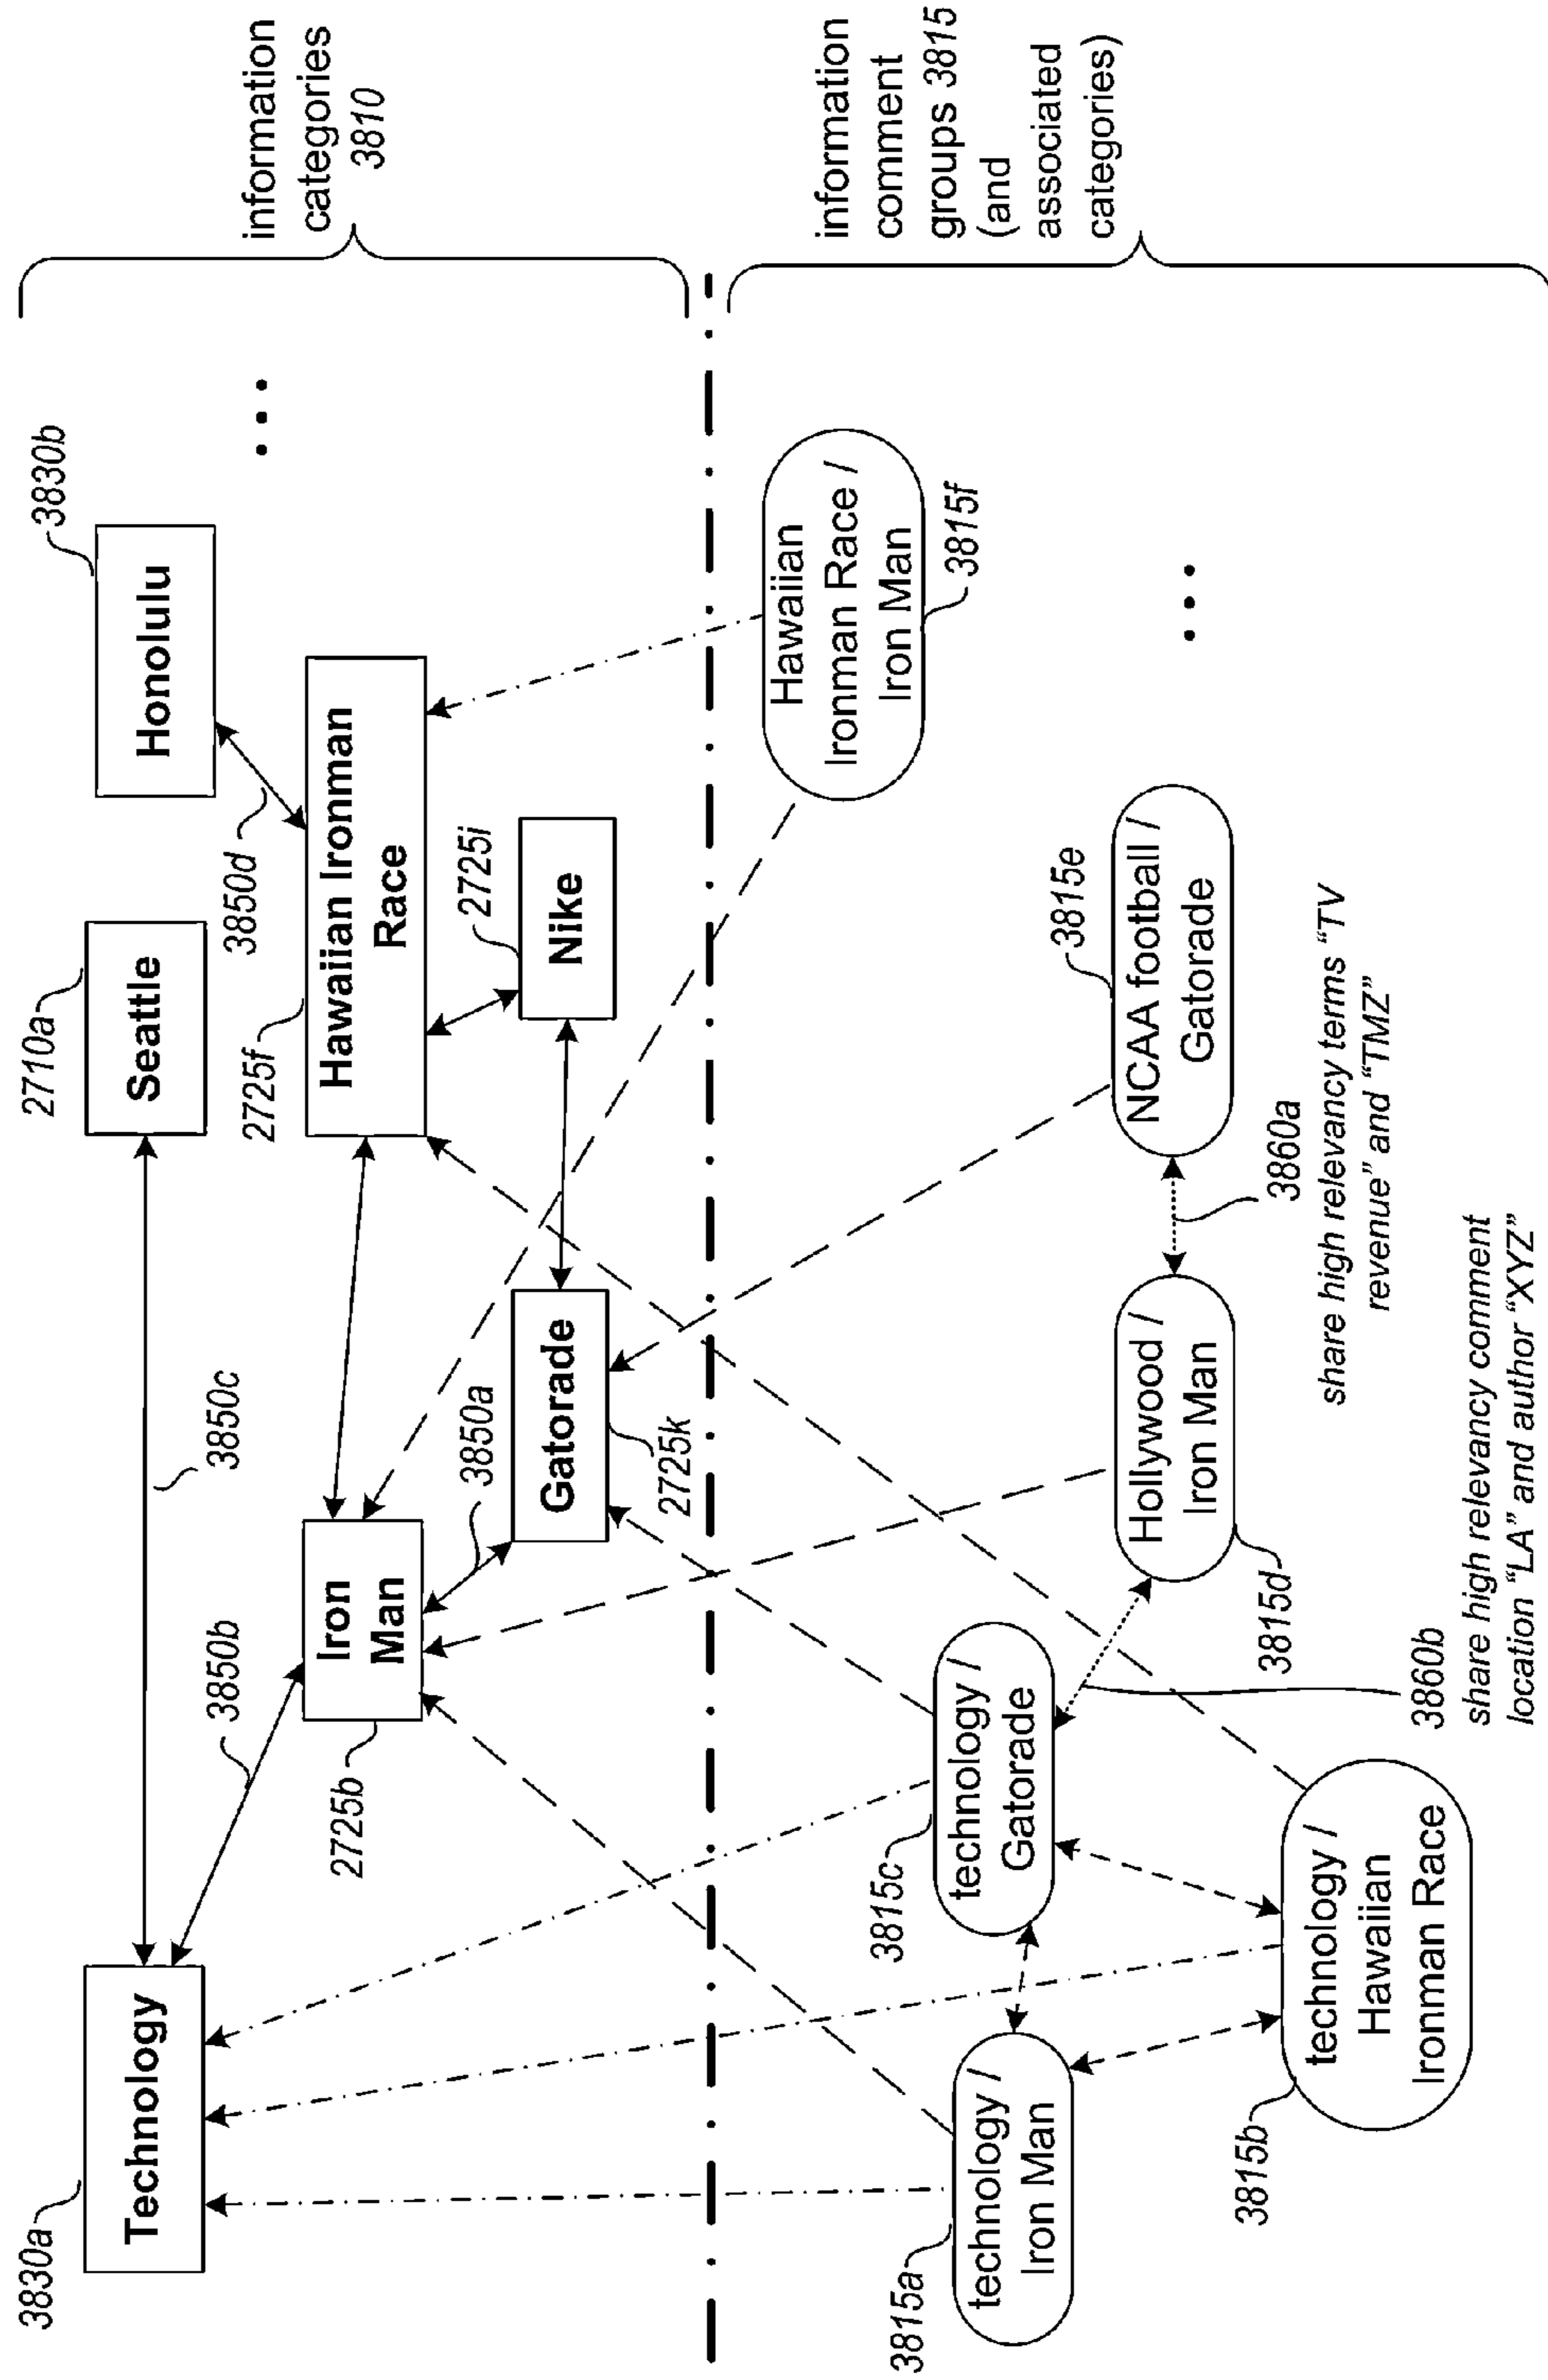 3830a
Technology
2710a
Seattle
3830b
Honolulu
3850c
3850b
3850d
2725f
Hawaiian Ironman
Race
2725b
Iron
Man
3850a
2725i
Nike
Gatorade
2725k
...
information
categories
3810
3815a
technology /
Iron Man
3815c
technology /
Gatorade
3815b
technology /
Hawaiian
Ironman Race
3815d
Hollywood /
Iron Man
3815e
NCAA football /
Gatorade
Hawaiian
Ironman Race /
Iron Man
3815f
...
3860a
share high relevancy terms “TV
revenue” and “TMZ”
3860b
share high relevancy comment
location “LA” and author “XYZ”
information
comment
groups 3815
(and
associated
categories)